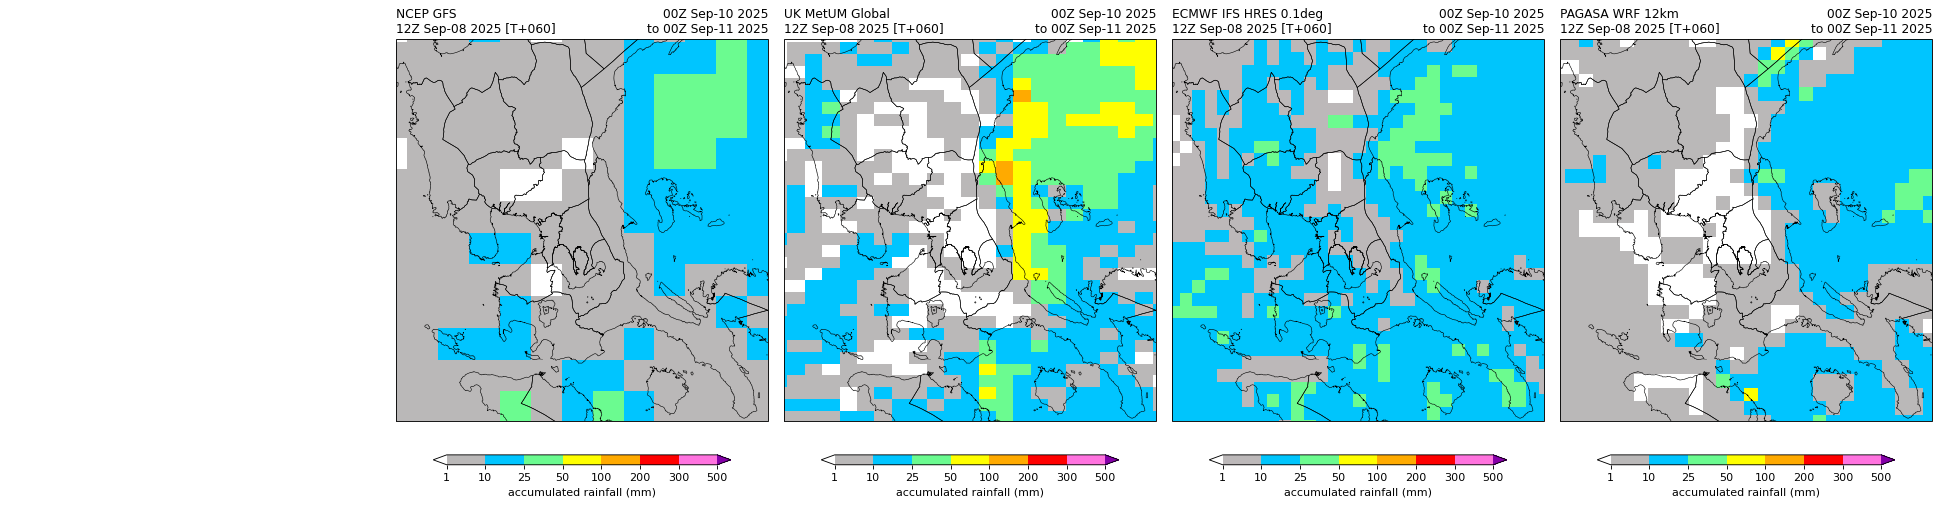 NCEP GFS 00Z Sep-10 2025
12Z Sep-08 2025 [T+060] to 00Z Sep-11 2025
UK MetUM Global 00Z Sep-10 2025
12Z Sep-08 2025 [T+060] to 00Z Sep-11 2025
ECMWF IFS HRES 0.1deg 00Z Sep-10 2025
12Z Sep-08 2025 [T+060] to 00Z Sep-11 2025
PAGASA WRF 12km 00Z Sep-10 2025
12Z Sep-08 2025 [T+060] to 00Z Sep-11 2025
1 10 25 50 100 200 300 500
accumulated rainfall (mm)
1 10 25 50 100 200 300 500
accumulated rainfall (mm)
1 10 25 50 100 200 300 500
accumulated rainfall (mm)
1 10 25 50 100 200 300 500
accumulated rainfall (mm)